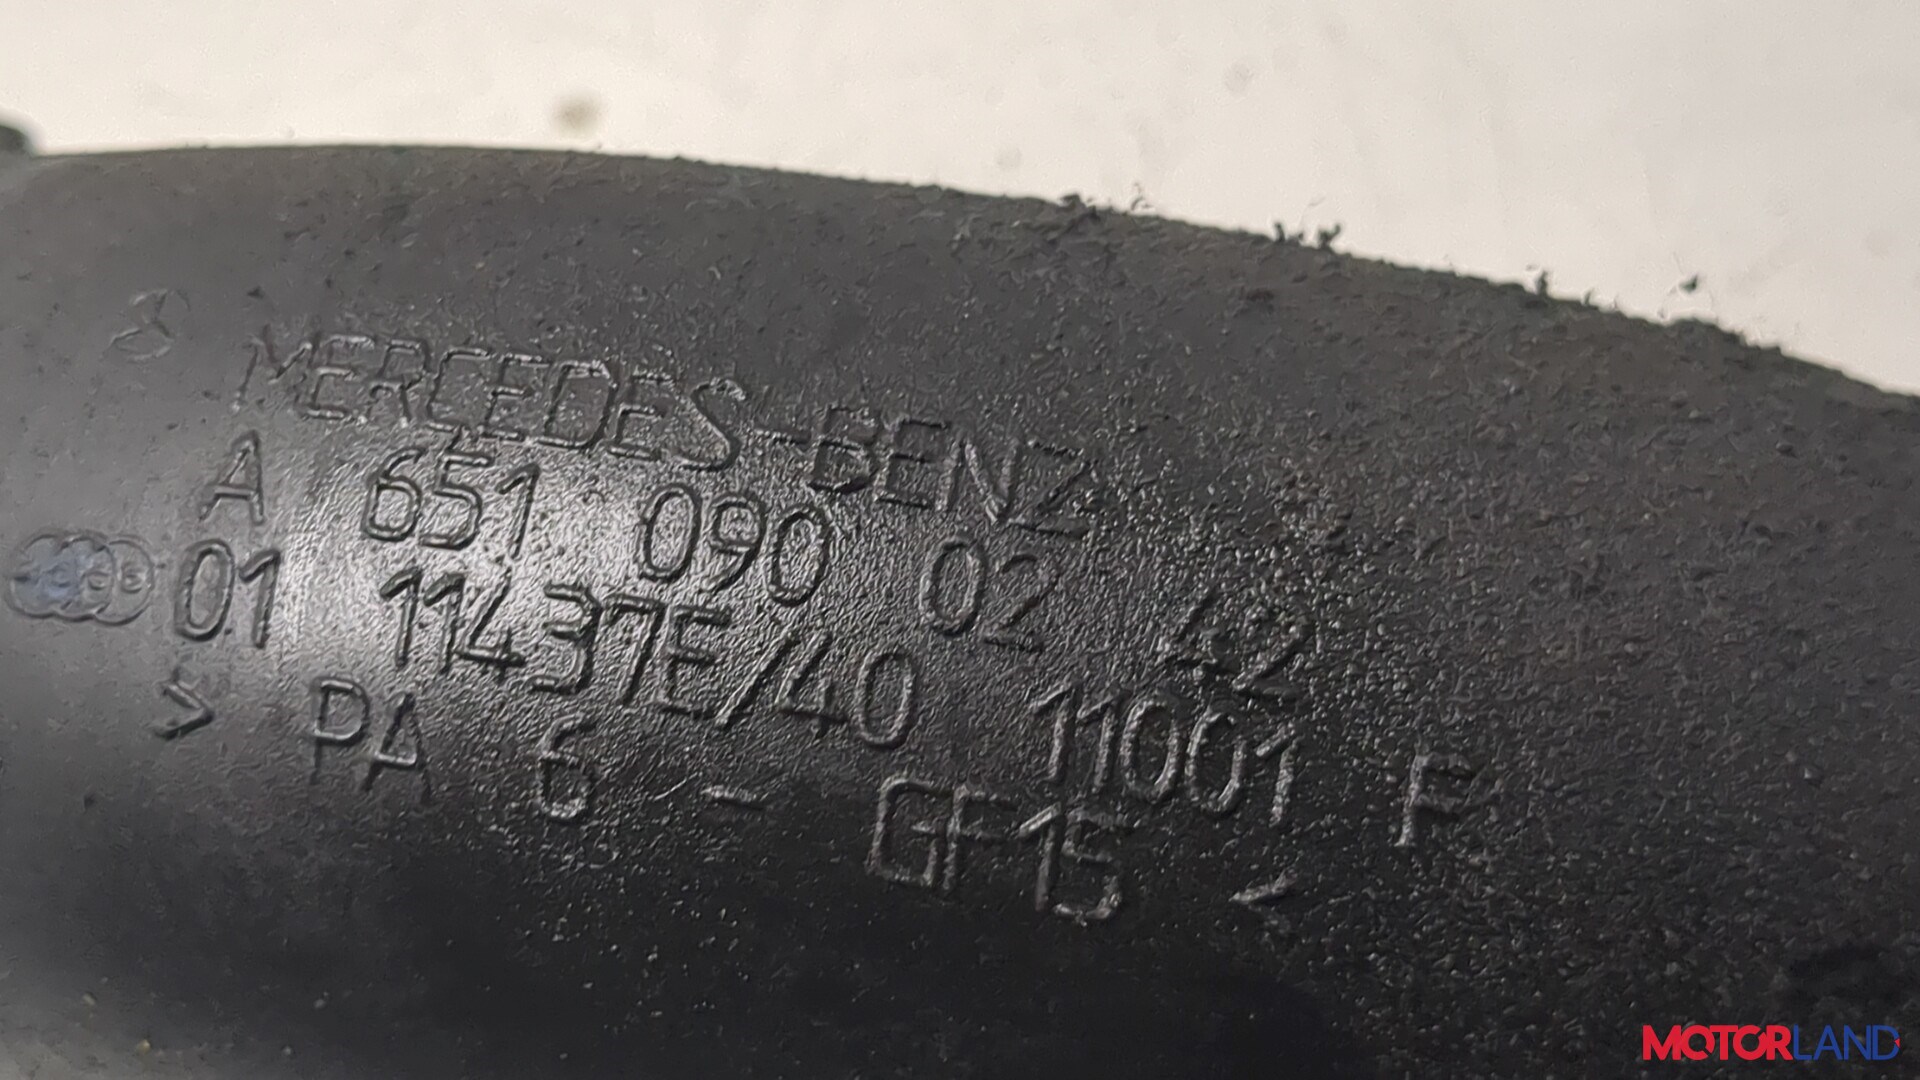 MERCEDES-BENZ
A 651 090 02 42
01 11437E/40 11001 F
> PA 6 - GF15 <
MOTORLAND